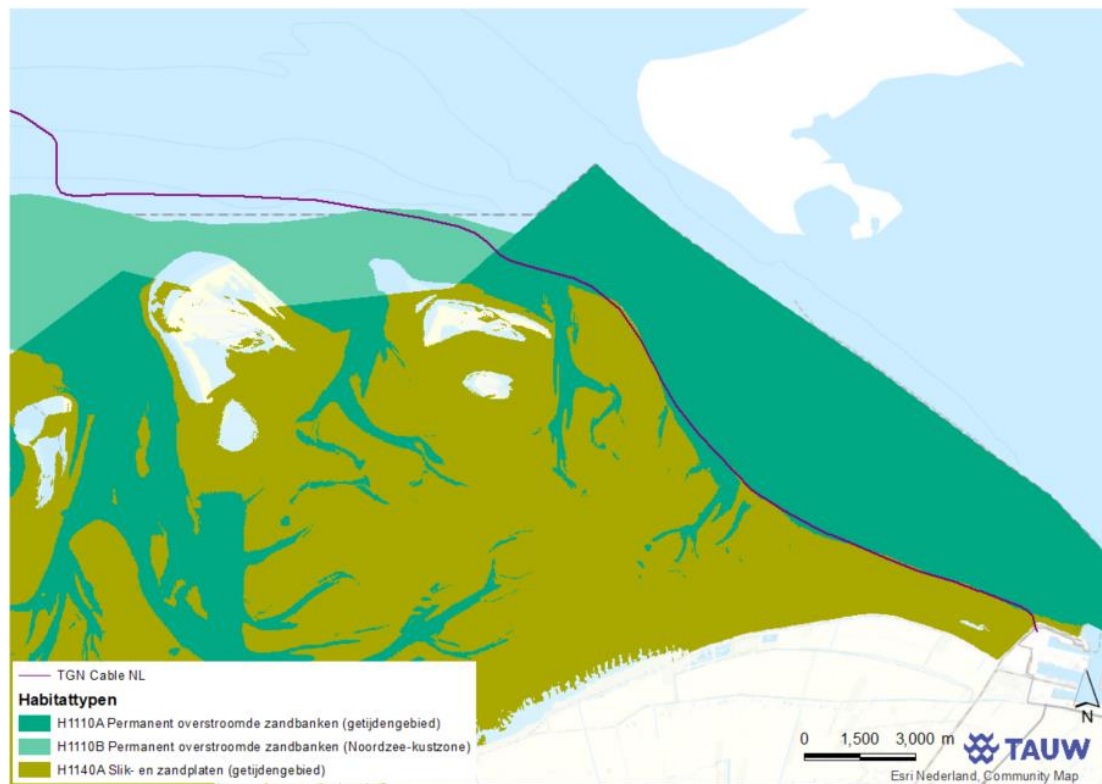 TGN Cable NL
Habitattypen
H1110A Permanent overstroomde zandbanken (getijdengebied)
H1110B Permanent overstroomde zandbanken (Noordzee-kustzone)
H1140A Slik- en zandplaten (getijdengebied)
N
0 1,500 3,000 m
TAUW
Esri Nederland, Community Map